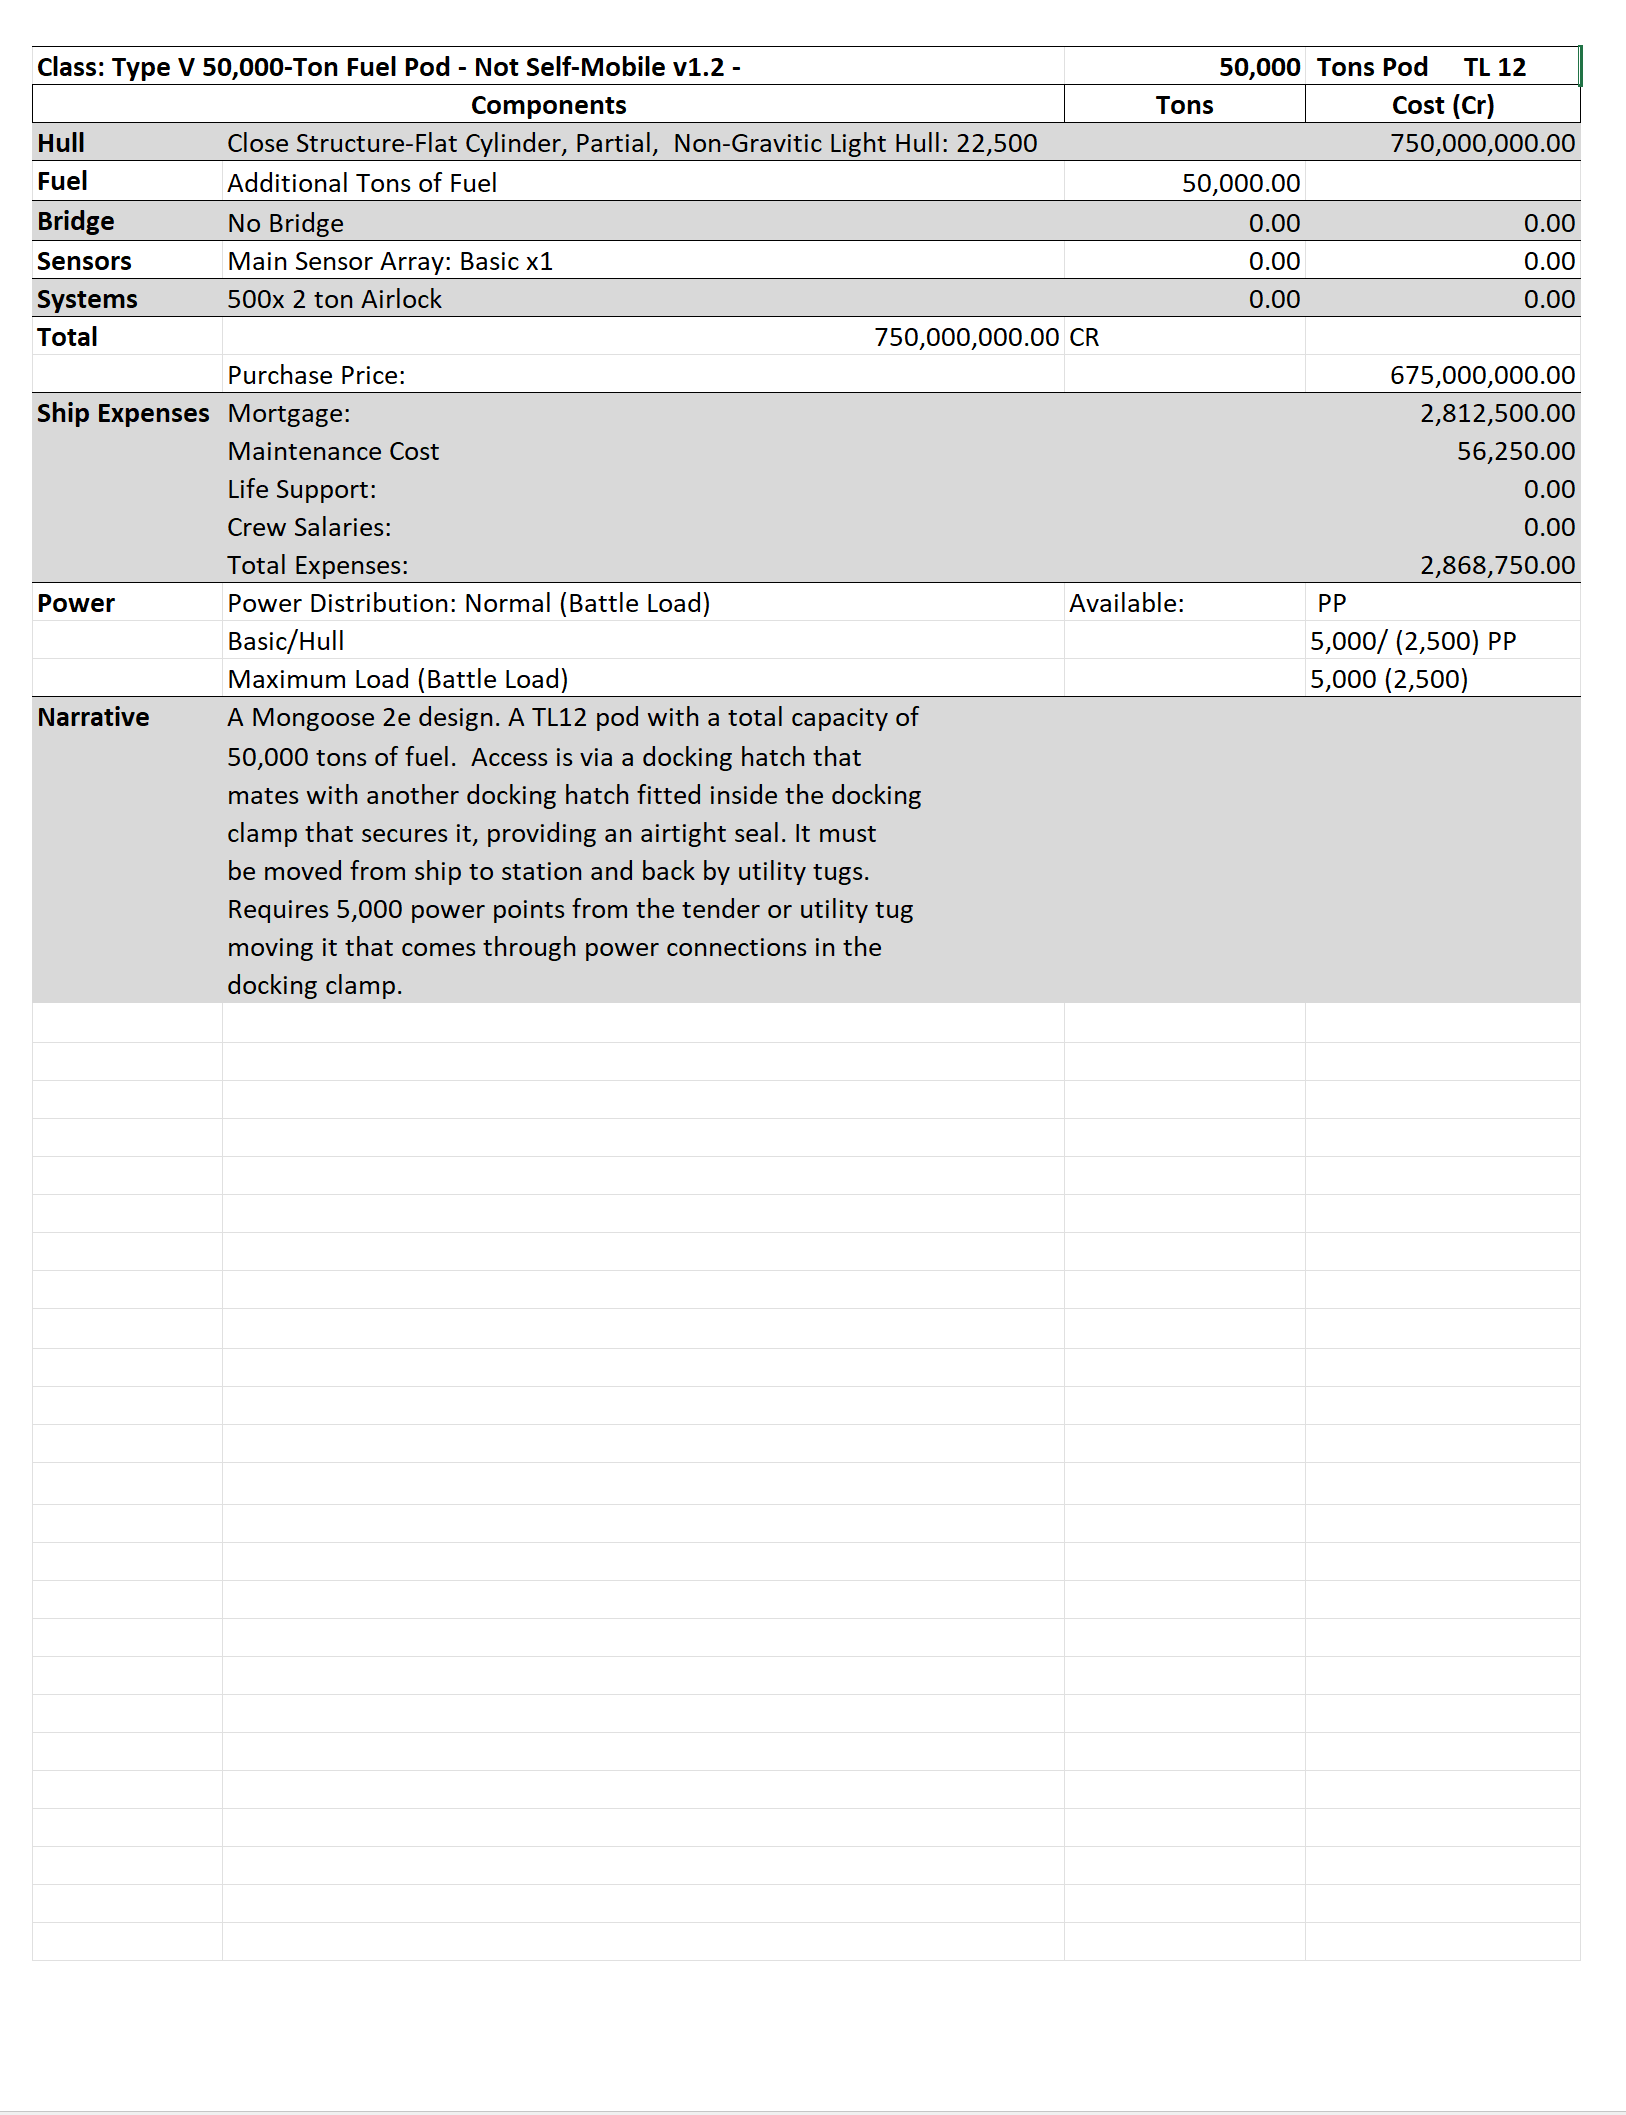 Class: Type V 50,000-Ton Fuel Pod - Not Self-Mobile v1.2 - 50,000 Tons Pod TL 12
Components Tons Cost (Cr)
Hull Close Structure-Flat Cylinder, Partial, Non-Gravitic Light Hull: 22,500 750,000,000.00
Fuel Additional Tons of Fuel 50,000.00
Bridge No Bridge 0.00 0.00
Sensors Main Sensor Array: Basic x1 0.00 0.00
Systems 500x 2 ton Airlock 0.00 0.00
Total 750,000,000.00 CR
Purchase Price: 675,000,000.00
Ship Expenses Mortgage: 2,812,500.00
Maintenance Cost 56,250.00
Life Support: 0.00
Crew Salaries: 0.00
Total Expenses: 2,868,750.00
Power Power Distribution: Normal (Battle Load) Available: PP
Basic/Hull 5,000/ (2,500) PP
Maximum Load (Battle Load) 5,000 (2,500)
Narrative A Mongoose 2e design. A TL12 pod with a total capacity of
50,000 tons of fuel. Access is via a docking hatch that
mates with another docking hatch fitted inside the docking
clamp that secures it, providing an airtight seal. It must
be moved from ship to station and back by utility tugs.
Requires 5,000 power points from the tender or utility tug
moving it that comes through power connections in the
docking clamp.